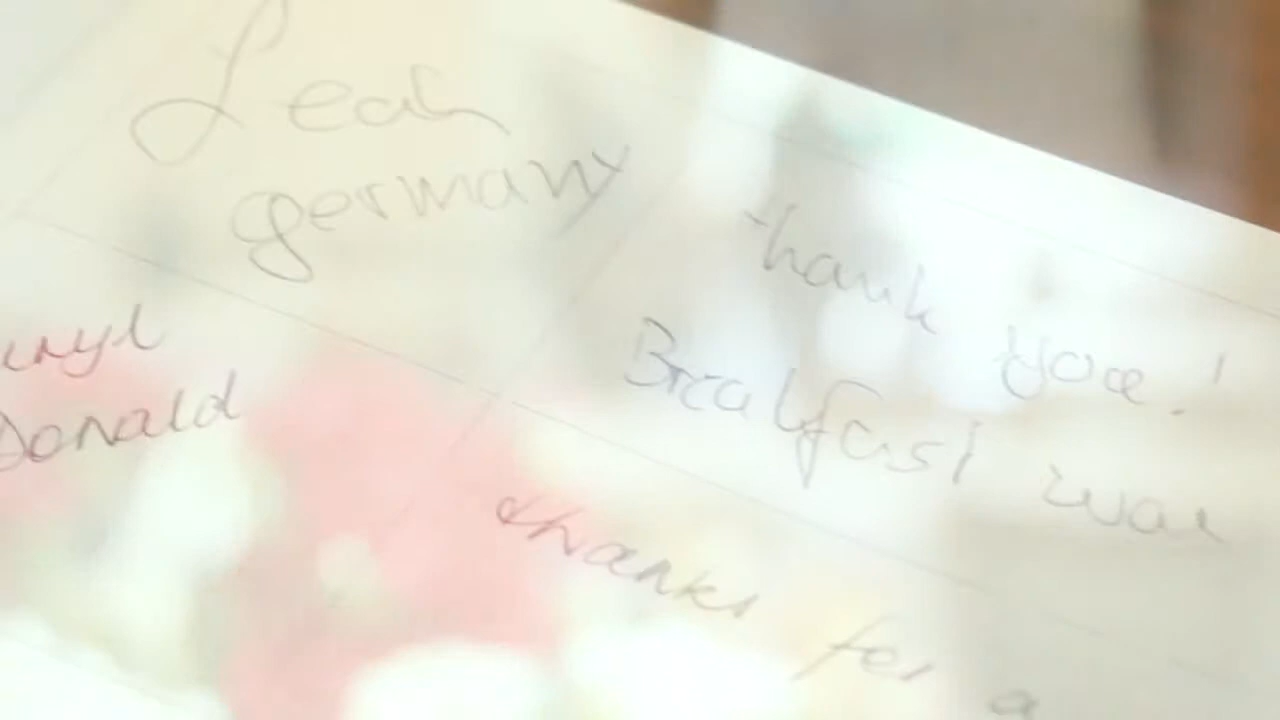 Leah
germany
thank you!
Breakfast was
Donald
thanks for a